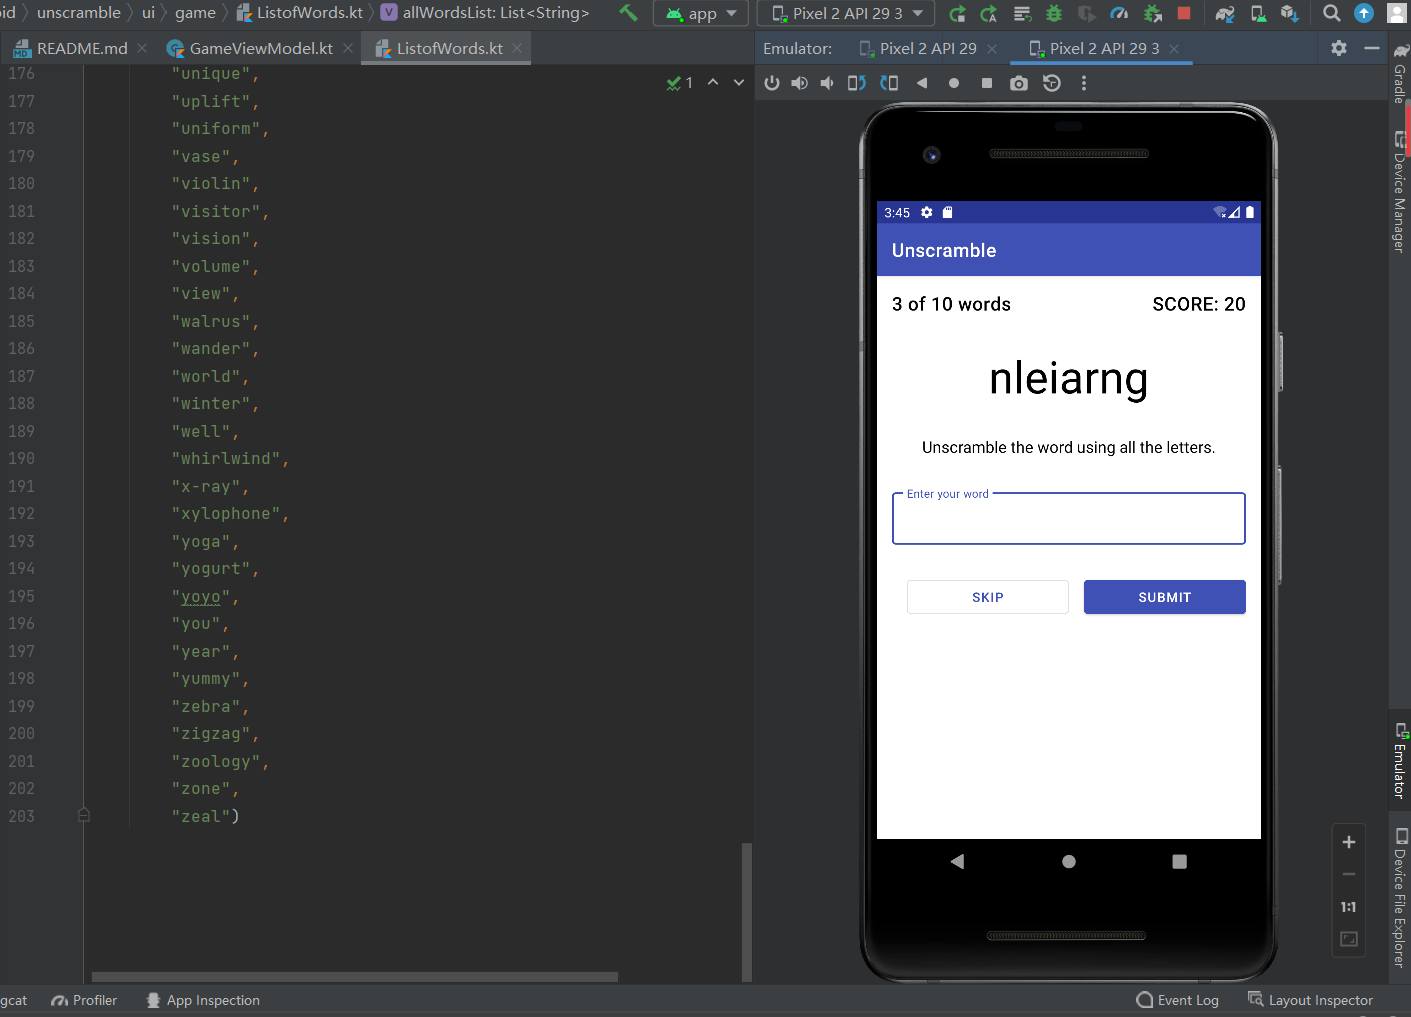 oid unscramble ui game ListofWords.kt allWordsList: List<String> app Pixel 2 API 29 3
README.md GameViewModel.kt ListofWords.kt Emulator: Pixel 2 API 29 Pixel 2 API 29 3
1
176 "unique",
177 "uplift",
178 "uniform",
179 "vase",
180 "violin",
181 "visitor",
182 "vision",
183 "volume",
184 "view",
185 "walrus",
186 "wander",
187 "world",
188 "winter",
189 "well",
190 "whirlwind",
191 "x-ray",
192 "xylophone",
193 "yoga",
194 "yogurt",
195 "yoyo",
196 "you",
197 "year",
198 "yummy",
199 "zebra",
200 "zigzag",
201 "zoology",
202 "zone",
203 "zeal")
3:45
Unscramble
3 of 10 words SCORE: 20
nleiarng
Unscramble the word using all the letters.
Enter your word
SKIP SUBMIT
1:1
Gradle
Device Manager
Emulator
Device File Explorer
gcat Profiler App Inspection Event Log Layout Inspector